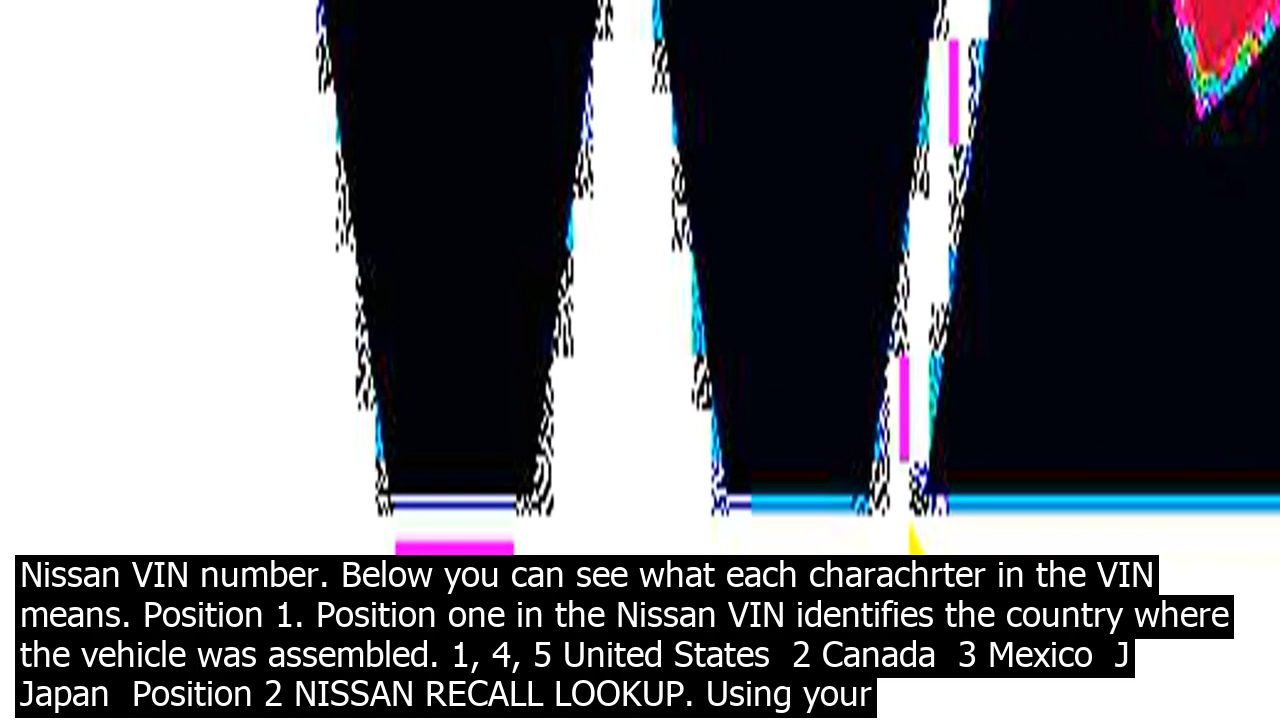 Nissan VIN number. Below you can see what each charachrter in the VIN
means. Position 1. Position one in the Nissan VIN identifies the country where
the vehicle was assembled. 1, 4, 5 United States  2 Canada  3 Mexico  J
Japan  Position 2 NISSAN RECALL LOOKUP. Using your